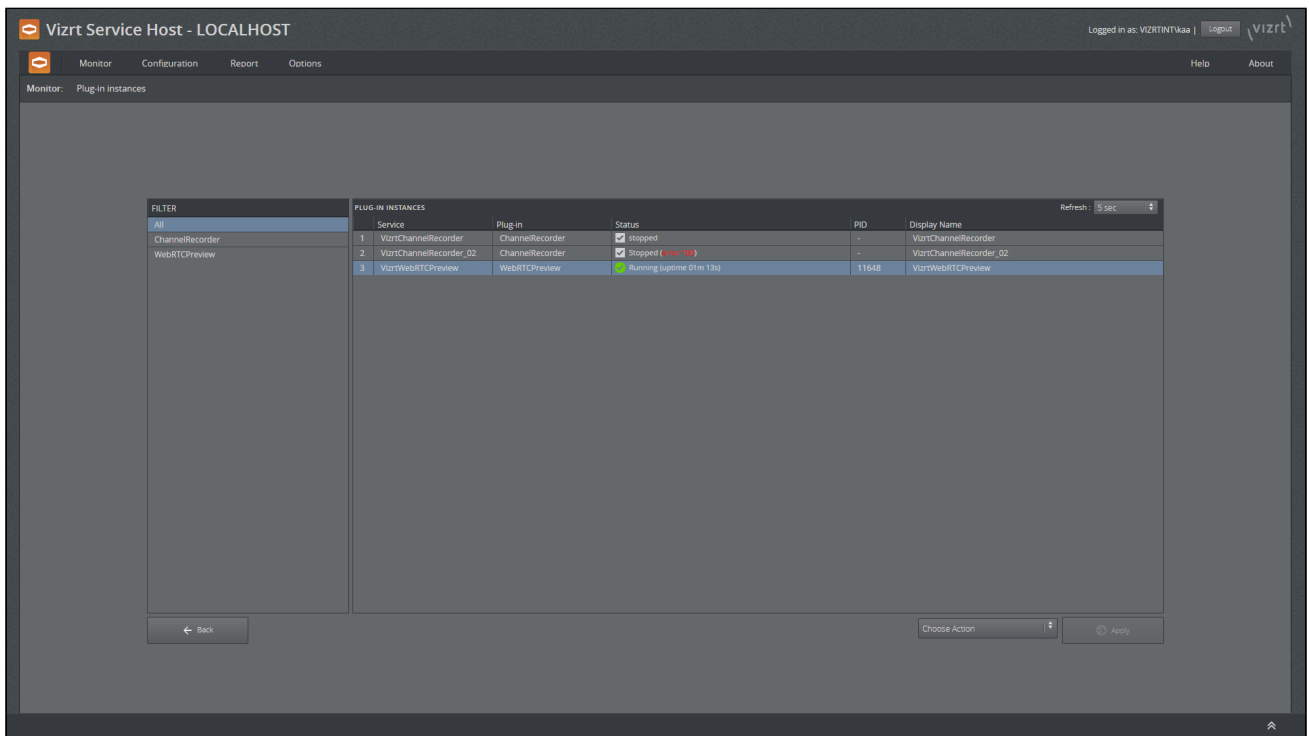 Vizrt Service Host - LOCALHOST
Logged in as: VIZRTINT\kaa | Logout vizrt
Monitor Configuration Report Options Help About
Monitor: Plug-in instances
FILTER
All
ChannelRecorder
WebRTCPreview
PLUG-IN INSTANCES Refresh : 5 sec
Service Plug-in Status PID Display Name
1 VizrtChannelRecorder ChannelRecorder stopped - VizrtChannelRecorder
2 VizrtChannelRecorder_02 ChannelRecorder Stopped ( ) - VizrtChannelRecorder_02
3 VizrtWebRTCPreview WebRTCPreview Running (uptime 01m 13s) 11648 VizrtWebRTCPreview
Back
Choose Action Apply